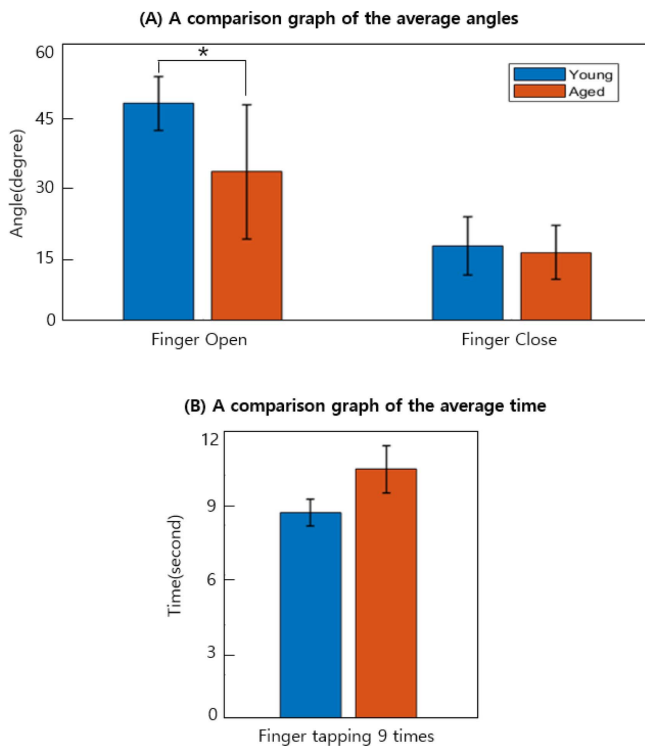 (A) A comparison graph of the average angles
60
45
30
15
0
Angle(degree)
*
Young
Aged
Finger Open
Finger Close
(B) A comparison graph of the average time
12
9
6
3
0
Time(second)
Finger tapping 9 times